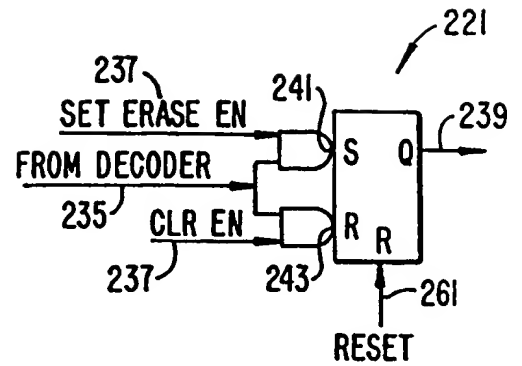 221
237
241
SET ERASE EN
239
S Q
FROM DECODER
235
CLR EN
R
R
237
243
261
RESET